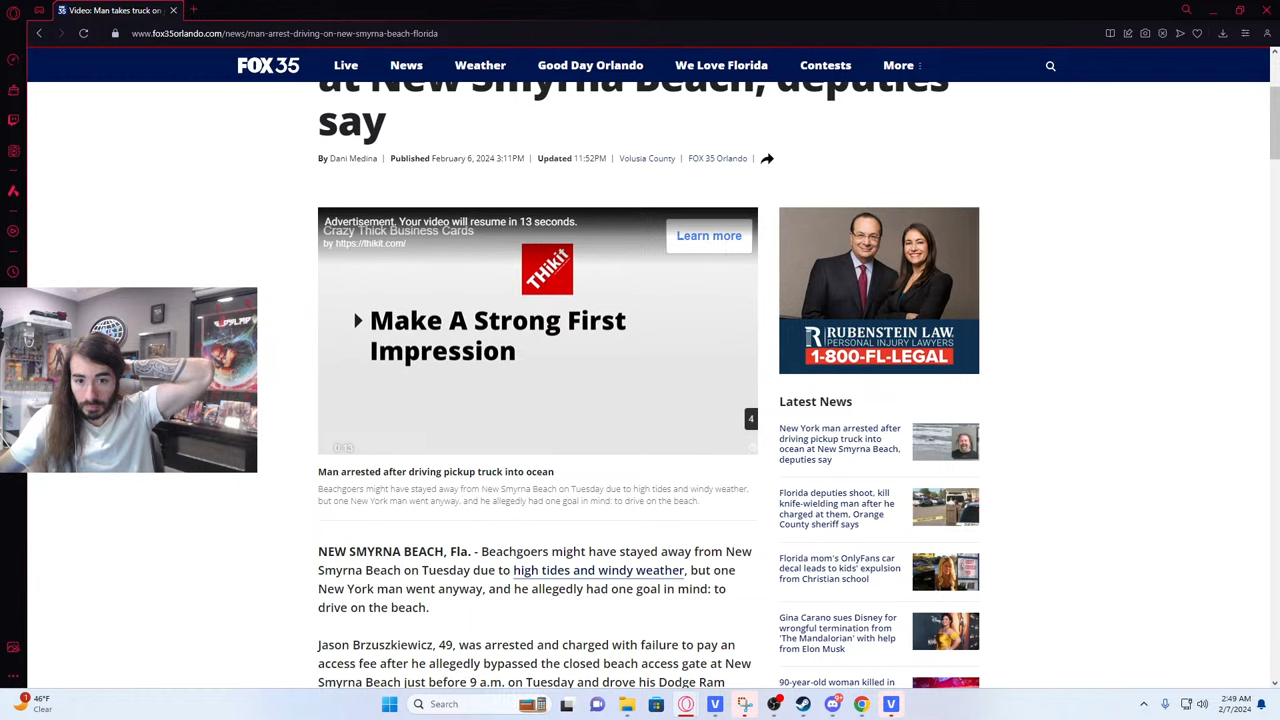 Video: Man takes truck on
www.fox35orlando.com/news/man-arrest-driving-on-new-smyrna-beach-florida
FOX 35
Live
News
Weather
Good Day Orlando
We Love Florida
Contests
More
at New Smyrna Beach, deputies
say
By Dani Medina | Published February 6, 2024 3:11PM | Updated 11:52PM | Volusia County | FOX 35 Orlando |
Advertisement. Your video will resume in 13 seconds.
Crazy Thick Business Cards
by https://thikit.com/
Learn more
THikit
Make A Strong First
Impression
4
0:13
Man arrested after driving pickup truck into ocean
Beachgoers might have stayed away from New Smyrna Beach on Tuesday due to high tides and windy weather,
but one New York man went anyway, and he allegedly had one goal in mind: to drive on the beach.
NEW SMYRNA BEACH, Fla. - Beachgoers might have stayed away from New
Smyrna Beach on Tuesday due to high tides and windy weather, but one
New York man went anyway, and he allegedly had one goal in mind: to
drive on the beach.
Jason Brzuszkiewicz, 49, was arrested and charged with failure to pay an
access fee after he allegedly bypassed the closed beach access gate at New
Smyrna Beach just before 9 a.m. on Tuesday and drove his Dodge Ram
R RUBENSTEIN LAW
PERSONAL INJURY LAWYERS
1-800-FL-LEGAL
Latest News
New York man arrested after
driving pickup truck into
ocean at New Smyrna Beach,
deputies say
Florida deputies shoot, kill
knife-wielding man after he
charged at them, Orange
County sheriff says
Florida mom's OnlyFans car
decal leads to kids' expulsion
from Christian school
Gina Carano sues Disney for
wrongful termination from
'The Mandalorian' with help
from Elon Musk
90-year-old woman killed in
1
46°F
Clear
Search
9+
V
V
V
3:49 AM
2/7/2024